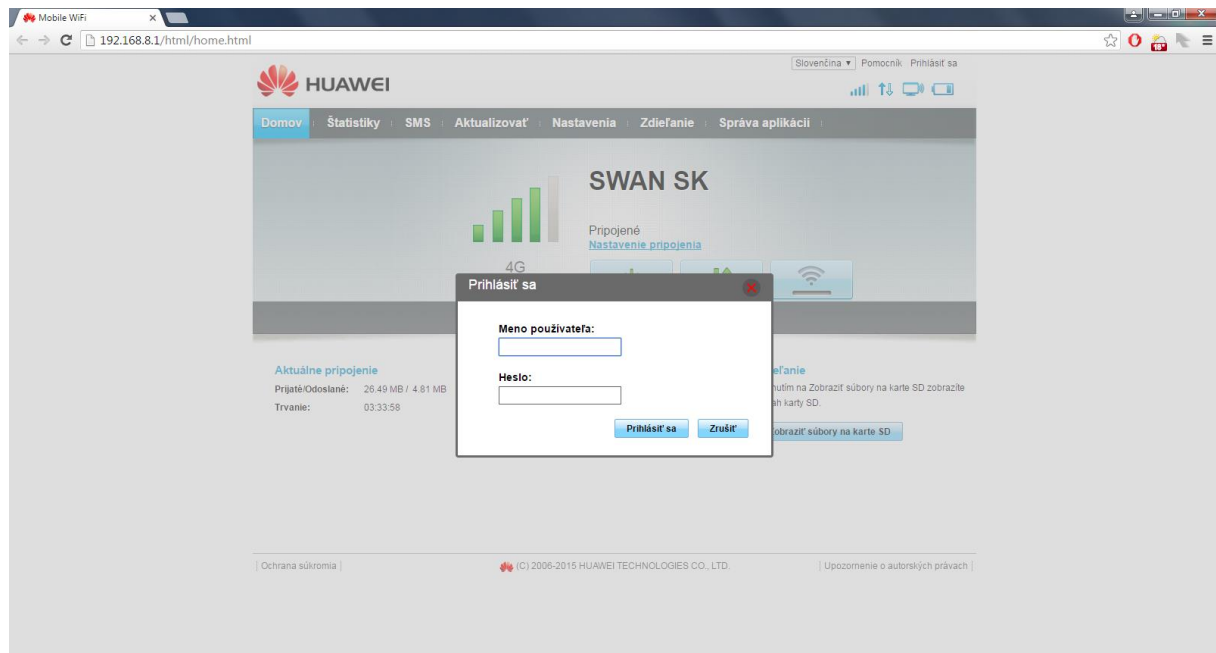 Mobile WiFi
192.168.8.1/html/home.html
18°
Slovenčina Pomocník Prihlásiť sa
HUAWEI
Domov Štatistiky SMS Aktualizovať Nastavenia Zdieľanie Správa aplikácií
SWAN SK
Pripojené
Nastavenie pripojenia
4G
Prihlásiť sa
Meno používateľa:
Heslo:
Prihlásiť sa Zrušiť
Aktuálne pripojenie
Prijaté/Odoslané: 26.49 MB / 4.81 MB
Trvanie: 03:33:58
eľanie
nutím na Zobraziť súbory na karte SD zobrazíte
ah karty SD.
obraziť súbory na karte SD
Ochrana súkromia
(C) 2006-2015 HUAWEI TECHNOLOGIES CO., LTD.
Upozornenie o autorských právach